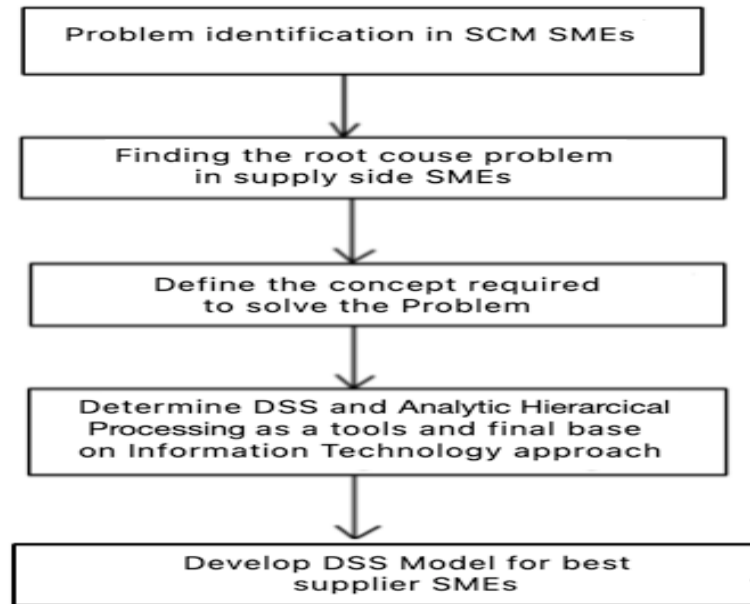 Problem identification in SCM SMEs
Finding the root couse problem
in supply side SMEs
Define the concept required
to solve the Problem
Determine DSS and Analytic Hierarcical
Processing as a tools and final base
on Information Technology approach
Develop DSS Model for best
supplier SMEs